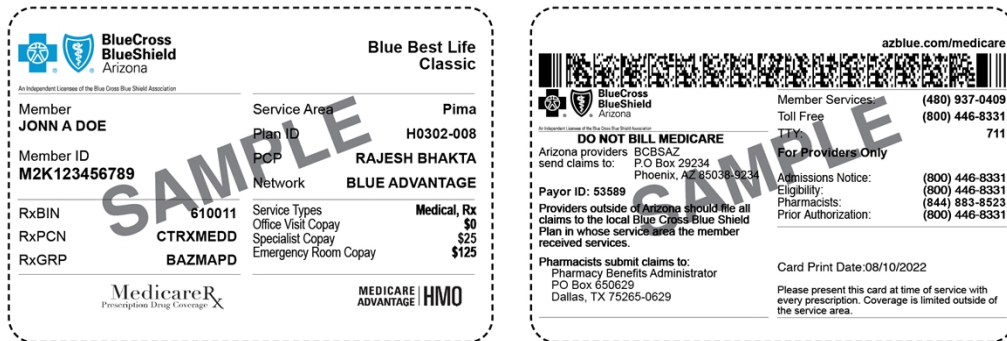 BlueCross
BlueShield
Arizona
An Independent Licensee of the Blue Cross Blue Shield Association
Blue Best Life
Classic
Member
JONN A DOE
Member ID
M2K123456789
RxBIN 610011
RxPCN CTRXMEDD
RxGRP BAZMAPD
Service Area Pima
Plan ID H0302-008
PCP RAJESH BHAKTA
Network BLUE ADVANTAGE
Service Types Medical, Rx
Office Visit Copay $0
Specialist Copay $25
Emergency Room Copay $125
MedicareRx
Prescription Drug Coverage X
MEDICARE
ADVANTAGE HMO
SAMPLE
azblue.com/medicare
BlueCross
BlueShield
Arizona
An Independent Licensee of the Blue Cross Blue Shield Association
DO NOT BILL MEDICARE
Arizona providers BCBSAZ
send claims to: P.O Box 29234
Phoenix, AZ 85038-9234
Payor ID: 53589
Providers outside of Arizona should file all
claims to the local Blue Cross Blue Shield
Plan in whose service area the member
received services.
Pharmacists submit claims to:
Pharmacy Benefits Administrator
PO Box 650629
Dallas, TX 75265-0629
Member Services: (480) 937-0409
Toll Free (800) 446-8331
TTY: 711
For Providers Only
Admissions Notice: (800) 446-8331
Eligibility: (800) 446-8331
Pharmacists: (844) 883-8523
Prior Authorization: (800) 446-8331
Card Print Date:08/10/2022
Please present this card at time of service with
every prescription. Coverage is limited outside of
the service area.
SAMPLE